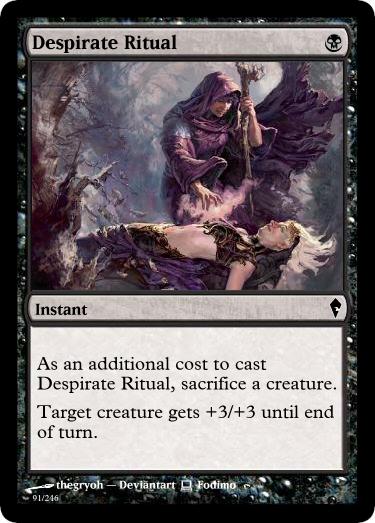 Despirate Ritual
Instant
As an additional cost to cast
Despirate Ritual, sacrifice a creature.
Target creature gets +3/+3 until end
of turn.
thegryoh — Deviantart Fodimo
91/246